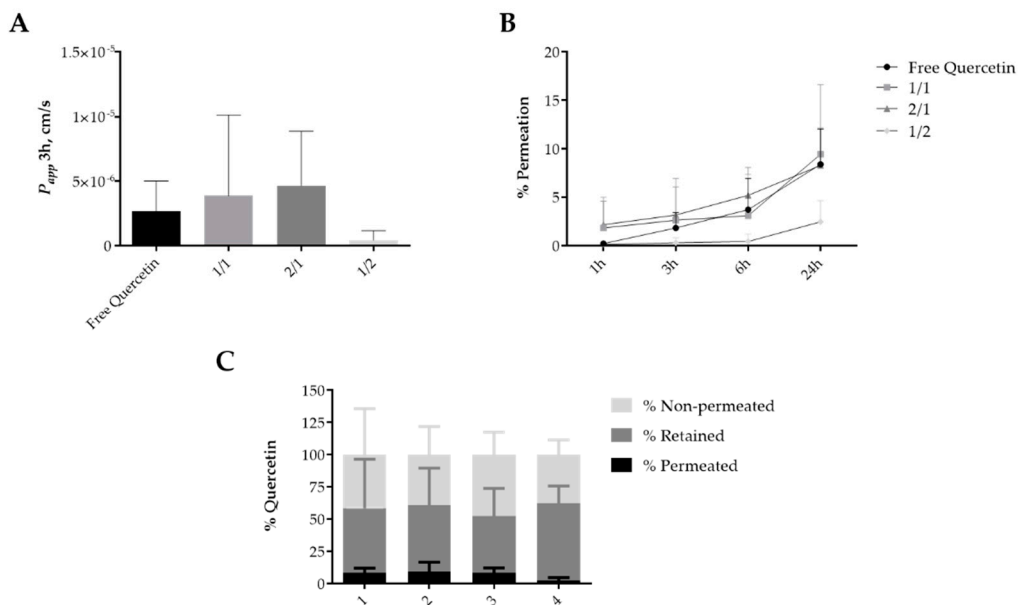 A
1.5×10⁻⁵
1×10⁻⁵
5×10⁻⁶
0
Papp 3h, cm/s
Free Quercetin
1/1
2/1
1/2
B
20
15
10
5
0
% Permeation
1h
3h
6h
24h
Free Quercetin
1/1
2/1
1/2
C
150
125
100
75
50
25
0
% Quercetin
1
2
3
4
% Non-permeated
% Retained
% Permeated